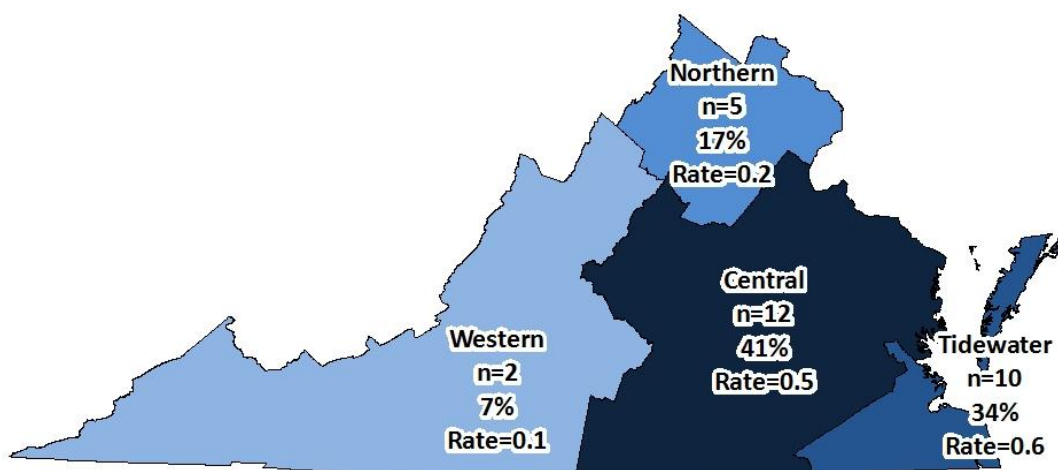 Northern
n=5
17%
Rate=0.2
Central
n=12
41%
Rate=0.5
Western
n=2
7%
Rate=0.1
Tidewater
n=10
34%
Rate=0.6